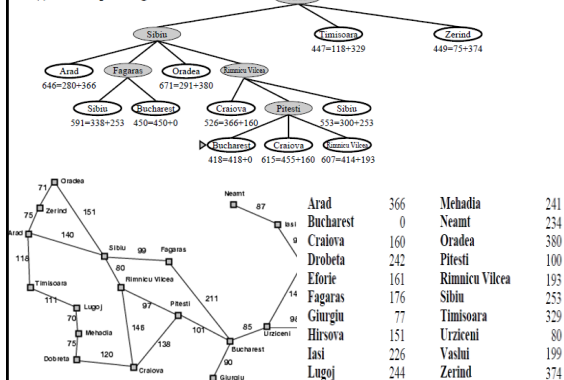 Sibiu
Timisoara
Zerind
447=118+329
449=75+374
Arad
Fagaras
Oradea
Rimnicu Vilcea
646=280+366
671=291+380
Sibiu
Bucharest
Craiova
Pitesti
Sibiu
591=338+253
450=450+0
526=366+160
553=300+253
Bucharest
Craiova
Rimnicu Vilcea
418=418+0
615=455+160
607=414+193
Oradea
71
Zerind
75
151
Arad
140
Sibiu
99
Fagaras
118
80
Rimnicu Vilcea
Timisoara
111
Lugoj
97
Pitesti
211
70
Mehadia
146
101
85
Urziceni
75
138
Bucharest
Dobreta
120
90
Craiova
Giurgiu
Neamt
87
Iasi
Arad 366 Mehadia 241
Bucharest 0 Neamt 234
Craiova 160 Oradea 380
Drobeta 242 Pitesti 100
Eforie 161 Rimnicu Vilcea 193
Fagaras 176 Sibiu 253
Giurgiu 77 Timisoara 329
Hirsova 151 Urziceni 80
Iasi 226 Vaslui 199
Lugoj 244 Zerind 374